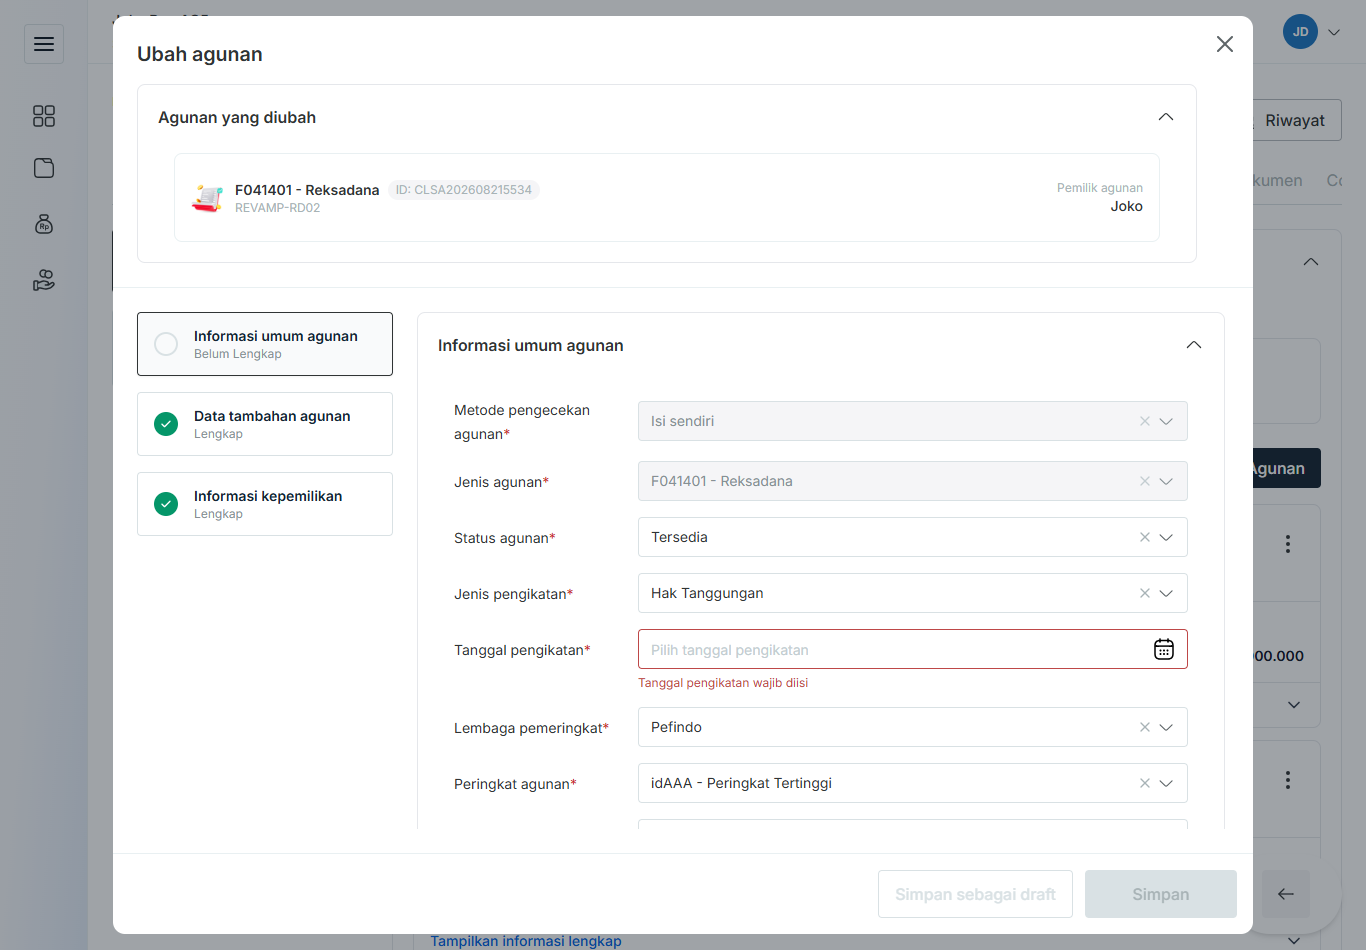 JD
Ubah agunan
Riwayat
Agunan yang diubah
F041401 - Reksadana
ID: CLSA202608215534
REVAMP-RD02
Pemilik agunan
Joko
Informasi umum agunan
Belum Lengkap
Data tambahan agunan
Lengkap
Informasi kepemilikan
Lengkap
Informasi umum agunan
Metode pengecekan
agunan*
Isi sendiri
Jenis agunan*
F041401 - Reksadana
Status agunan*
Tersedia
Jenis pengikatan*
Hak Tanggungan
Tanggal pengikatan*
Pilih tanggal pengikatan
Tanggal pengikatan wajib diisi
Lembaga pemeringkat*
Pefindo
Peringkat agunan*
idAAA - Peringkat Tertinggi
Agunan
00.000
Simpan sebagai draft
Simpan
Tampilkan informasi lengkap